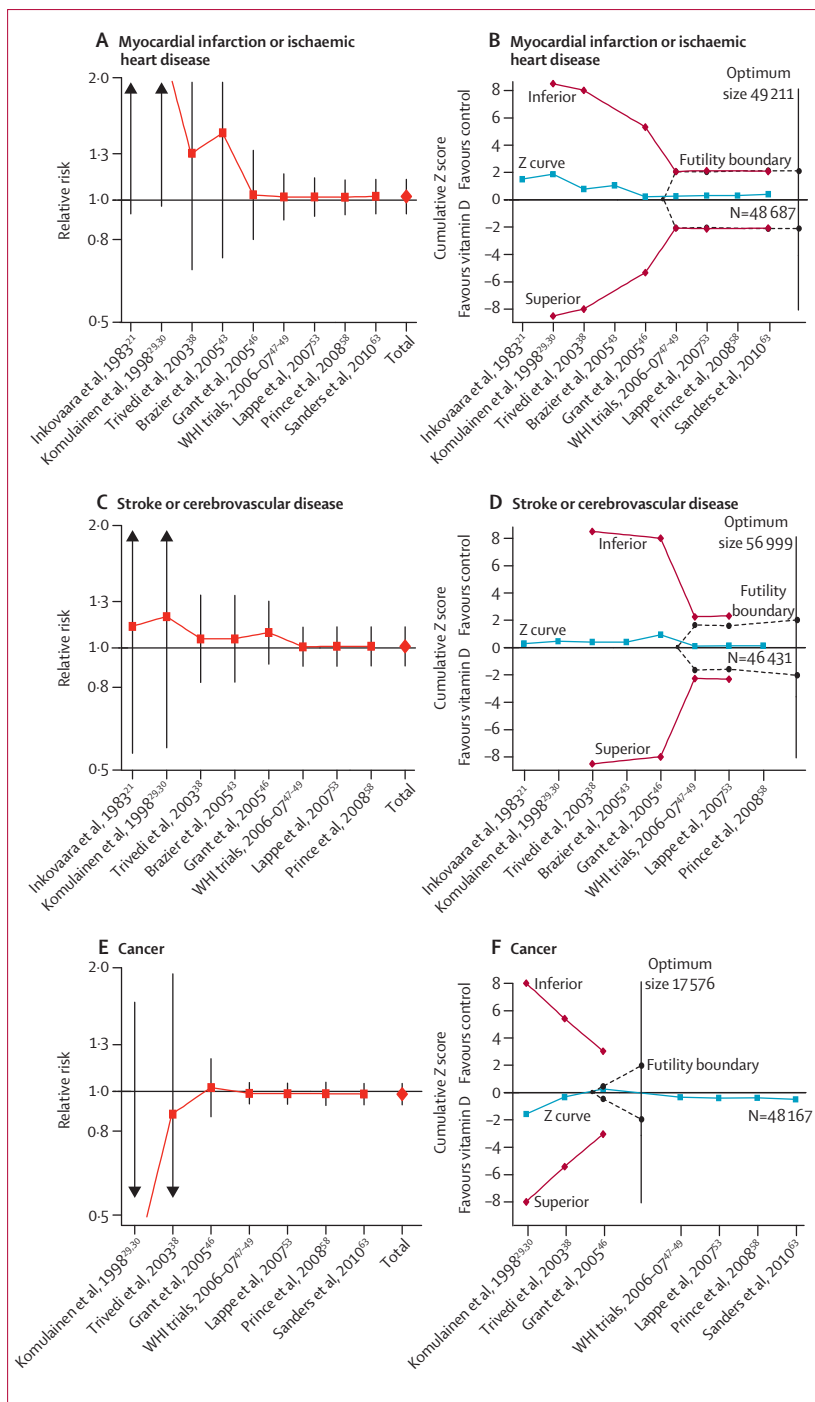 A Myocardial infarction or ischaemic
heart disease
2·0
1·3
1·0
0·8
0·5
Relative risk
Inkovaara et al, 1983²¹
Komulainen et al, 1998²⁹,³⁰
Trivedi et al, 2003³⁸
Brazier et al, 2005⁴³
Grant et al, 2005⁴⁶
WHI trials, 2006–07⁴⁷⁻⁴⁹
Lappe et al, 2007⁵³
Prince et al, 2008⁵⁸
Sanders et al, 2010⁶³
Total
B Myocardial infarction or ischaemic
heart disease
Optimum
size 49 211
8
6
4
2
0
–2
–4
–6
–8
Cumulative Z score
Favours vitamin D Favours control
Inferior
Z curve
Futility boundary
N=48 687
Superior
Inkovaara et al, 1983²¹
Komulainen et al, 1998²⁹,³⁰
Trivedi et al, 2003³⁸
Brazier et al, 2005⁴³
Grant et al, 2005⁴⁶
WHI trials, 2006–07⁴⁷⁻⁴⁹
Lappe et al, 2007⁵³
Prince et al, 2008⁵⁸
Sanders et al, 2010⁶³
C Stroke or cerebrovascular disease
2·0
1·3
1·0
0·8
0·5
Relative risk
Inkovaara et al, 1983²¹
Komulainen et al, 1998²⁹,³⁰
Trivedi et al, 2003³⁸
Brazier et al, 2005⁴³
Grant et al, 2005⁴⁶
WHI trials, 2006–07⁴⁷⁻⁴⁹
Lappe et al, 2007⁵³
Prince et al, 2008⁵⁸
Total
D Stroke or cerebrovascular disease
Optimum
size 56 999
8
6
4
2
0
–2
–4
–6
–8
Cumulative Z score
Favours vitamin D Favours control
Inferior
Futility
boundary
Z curve
N=46 431
Superior
Inkovaara et al, 1983²¹
Komulainen et al, 1998²⁹,³⁰
Trivedi et al, 2003³⁸
Brazier et al, 2005⁴³
Grant et al, 2005⁴⁶
WHI trials, 2006–07⁴⁷⁻⁴⁹
Lappe et al, 2007⁵³
Prince et al, 2008⁵⁸
E Cancer
2·0
1·3
1·0
0·8
0·5
Relative risk
Komulainen et al, 1998²⁹,³⁰
Trivedi et al, 2003³⁸
Grant et al, 2005⁴⁶
WHI trials, 2006–07⁴⁷⁻⁴⁹
Lappe et al, 2007⁵³
Prince et al, 2008⁵⁸
Sanders et al, 2010⁶³
Total
F Cancer
Optimum
size 17 576
8
6
4
2
0
–2
–4
–6
–8
Cumulative Z score
Favours vitamin D Favours control
Inferior
Futility boundary
Z curve
N=48 167
Superior
Komulainen et al, 1998²⁹,³⁰
Trivedi et al, 2003³⁸
Grant et al, 2005⁴⁶
WHI trials, 2006–07⁴⁷⁻⁴⁹
Lappe et al, 2007⁵³
Prince et al, 2008⁵⁸
Sanders et al, 2010⁶³